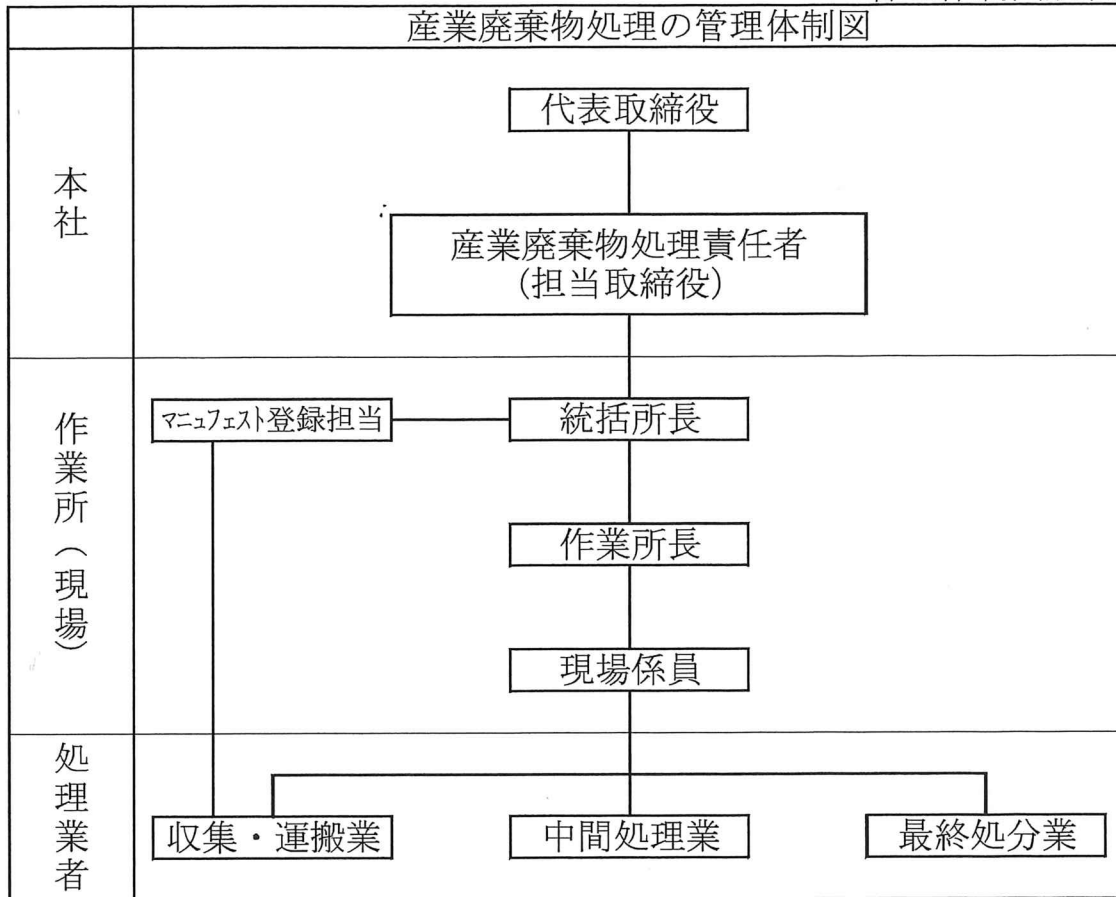 産業廃棄物処理の管理体制図
本社
代表取締役
産業廃棄物処理責任者
(担当取締役)
作業所(現場)
マニュフェスト登録担当
統括所長
作業所長
現場係員
処理業者
収集・運搬業
中間処理業
最終処分業